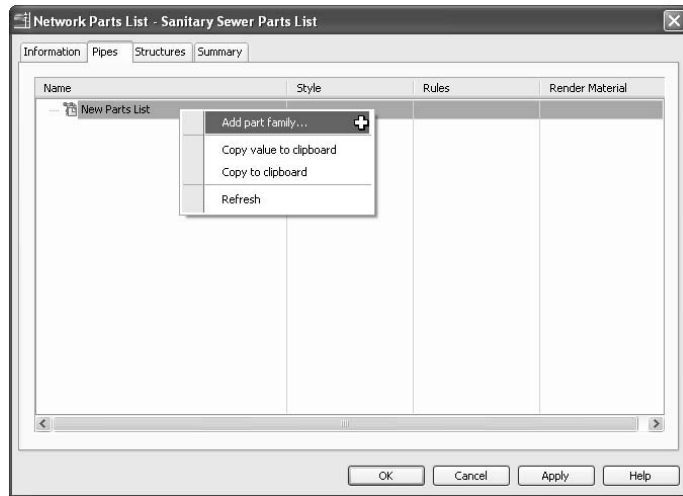 Network Parts List - Sanitary Sewer Parts List
Information Pipes Structures Summary
Name Style Rules Render Material
New Parts List
Add part family...
Copy value to clipboard
Copy to clipboard
Refresh
OK Cancel Apply Help